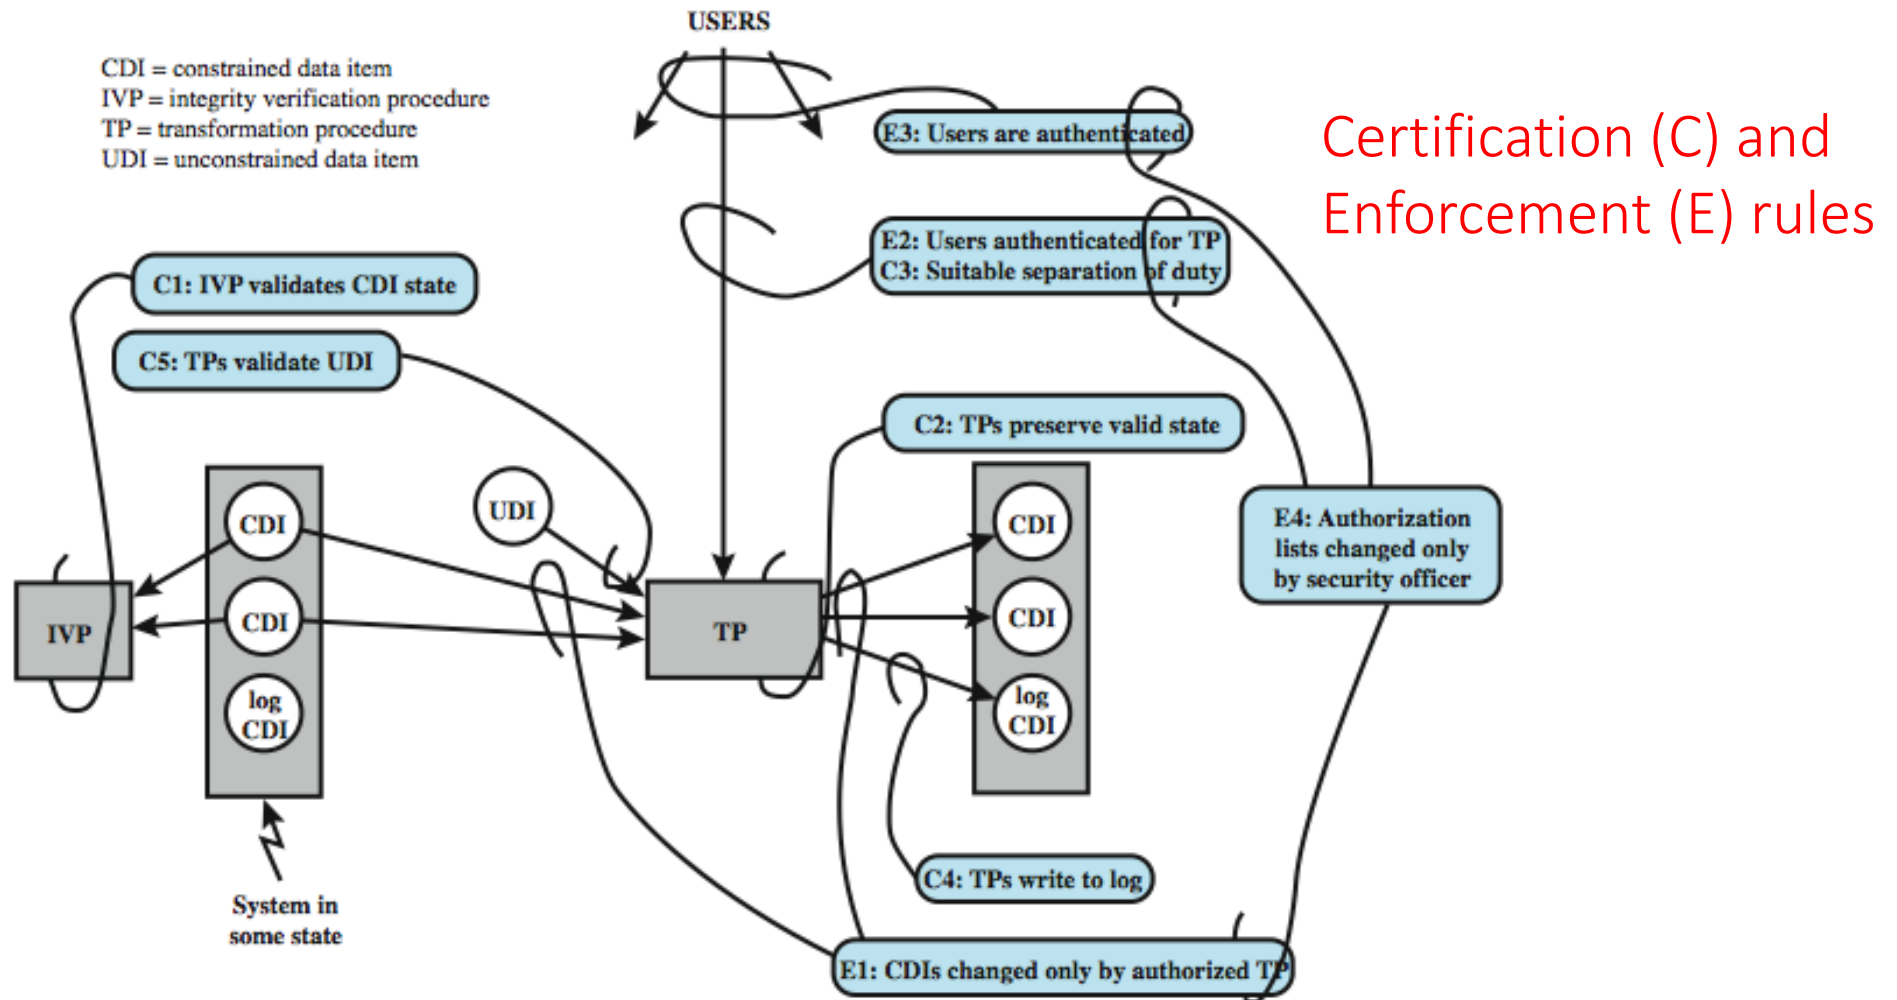 USERS
CDI = constrained data item
IVP = integrity verification procedure
TP = transformation procedure
UDI = unconstrained data item
E3: Users are authenticated
Certification (C) and
Enforcement (E) rules
E2: Users authenticated for TP
C3: Suitable separation of duty
C1: IVP validates CDI state
C5: TPs validate UDI
C2: TPs preserve valid state
CDI
UDI
CDI
E4: Authorization
lists changed only
by security officer
IVP
CDI
TP
CDI
log
CDI
log
CDI
C4: TPs write to log
System in
some state
E1: CDIs changed only by authorized TP